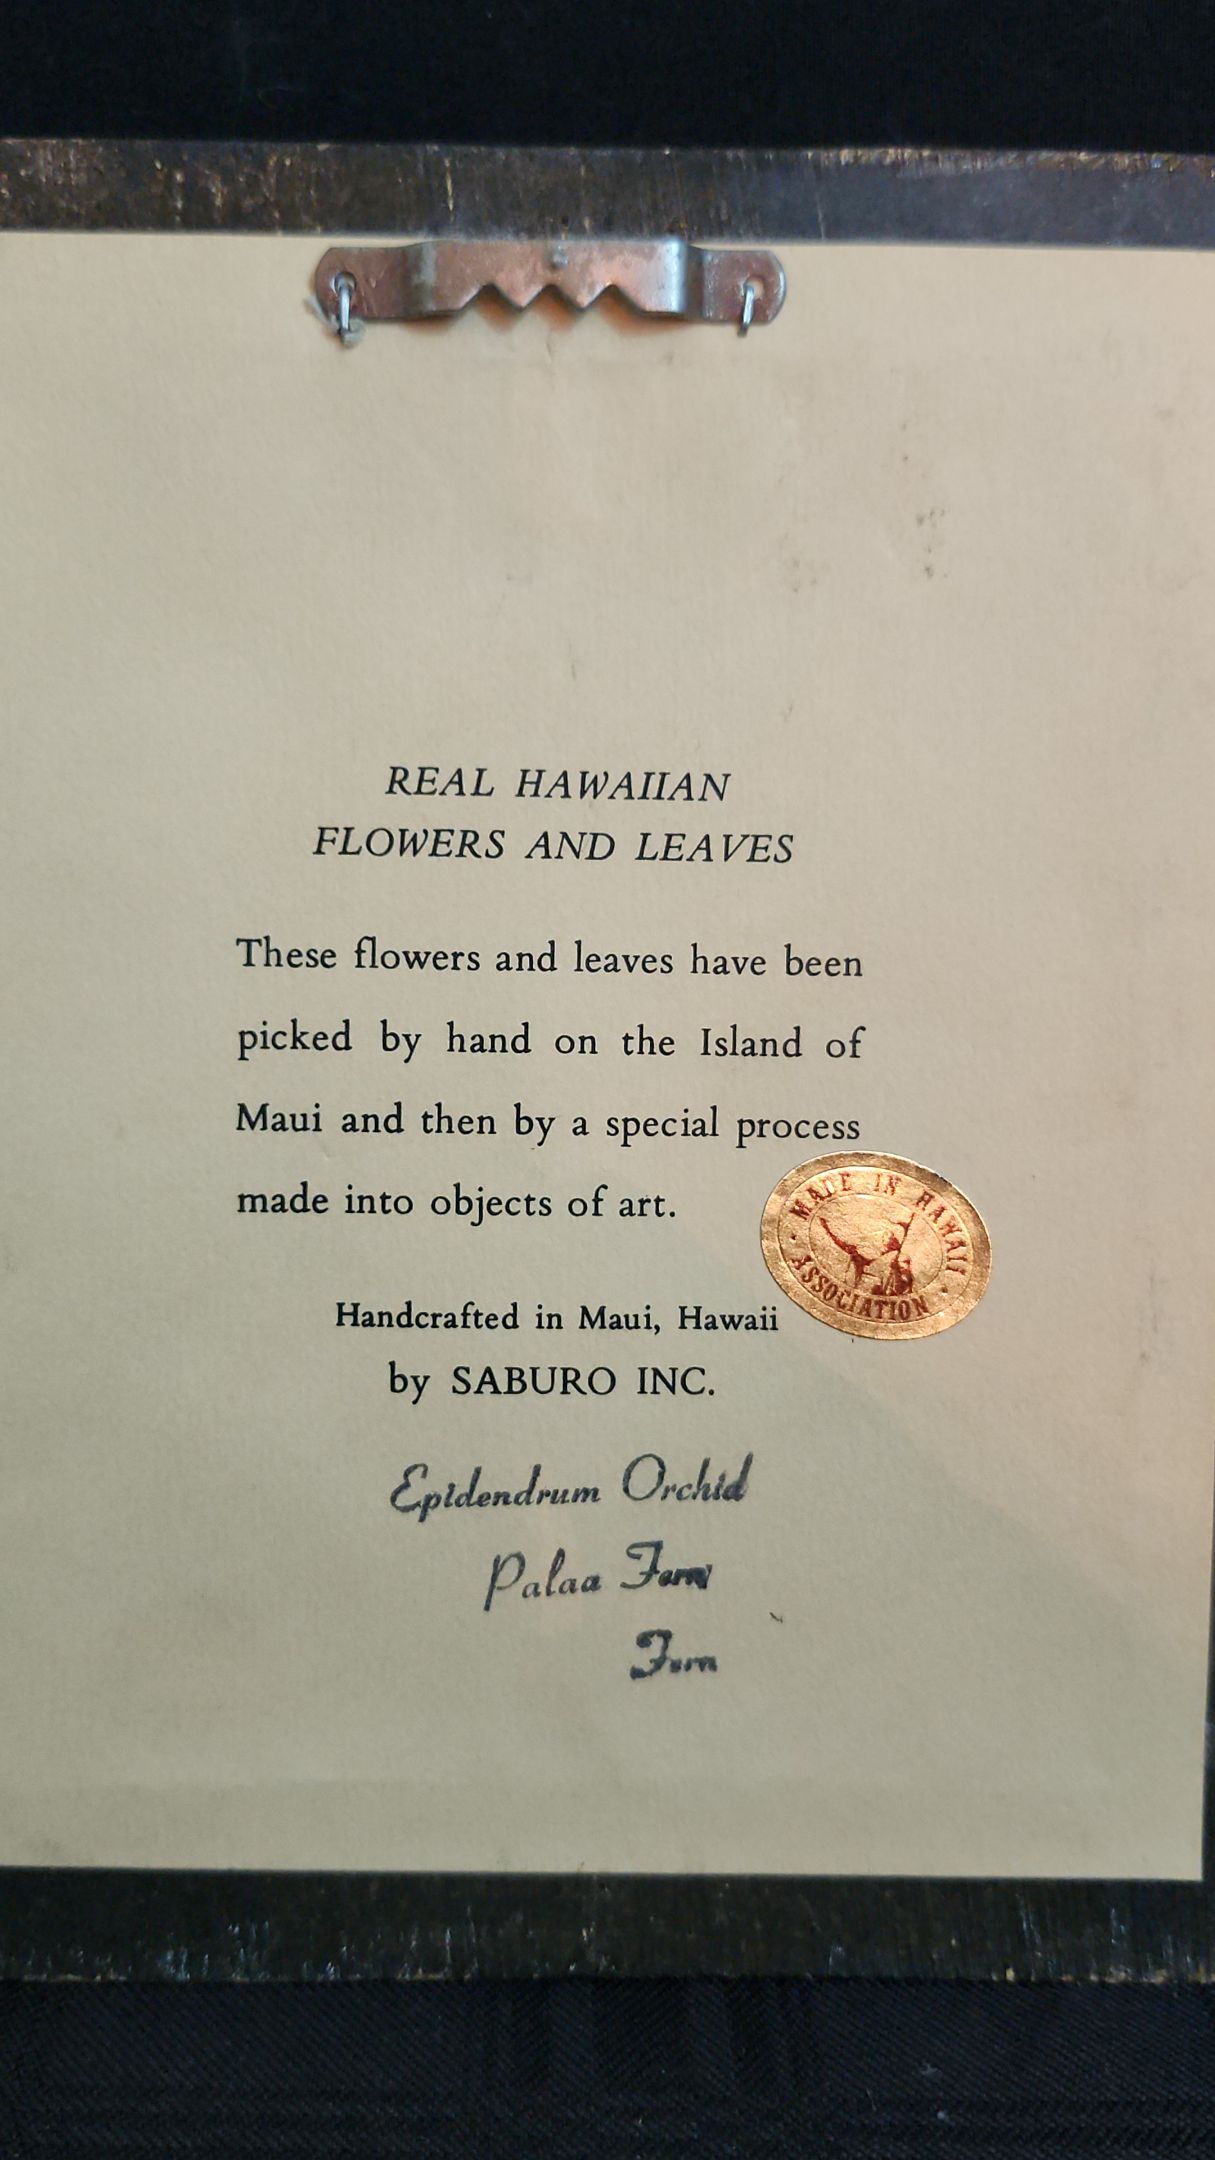 REAL HAWAIIAN
FLOWERS AND LEAVES
These flowers and leaves have been
picked by hand on the Island of
Maui and then by a special process
made into objects of art.
MADE IN HAWAII
ASSOCIATION
Handcrafted in Maui, Hawaii
by SABURO INC.
Epidendrum Orchid
Palaa Fern
Fern